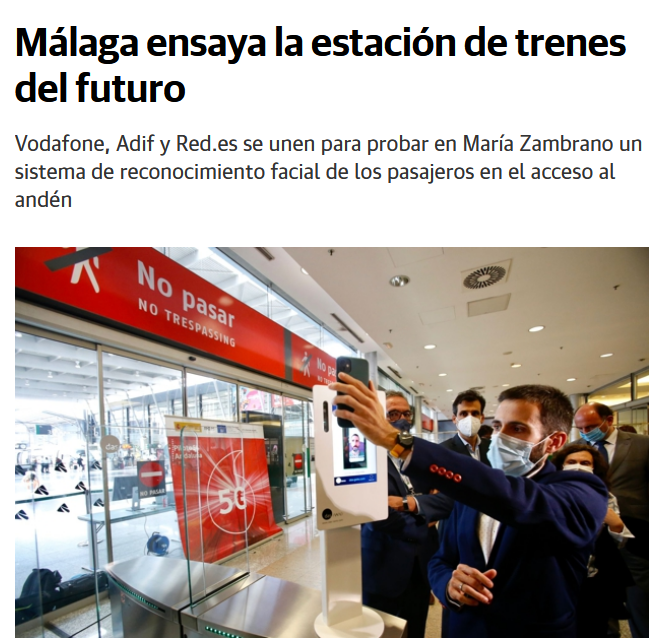 Málaga ensaya la estación de trenes
del futuro
Vodafone, Adif y Red.es se unen para probar en María Zambrano un
sistema de reconocimiento facial de los pasajeros en el acceso al
andén
No pasar
NO TRESPASSING
No pa
5G
NO PASAR